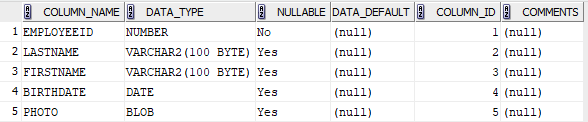 COLUMN_NAME DATA_TYPE NULLABLE DATA_DEFAULT COLUMN_ID COMMENTS
1 EMPLOYEEID NUMBER No (null) 1 (null)
2 LASTNAME VARCHAR2(100 BYTE) Yes (null) 2 (null)
3 FIRSTNAME VARCHAR2(100 BYTE) Yes (null) 3 (null)
4 BIRTHDATE DATE Yes (null) 4 (null)
5 PHOTO BLOB Yes (null) 5 (null)